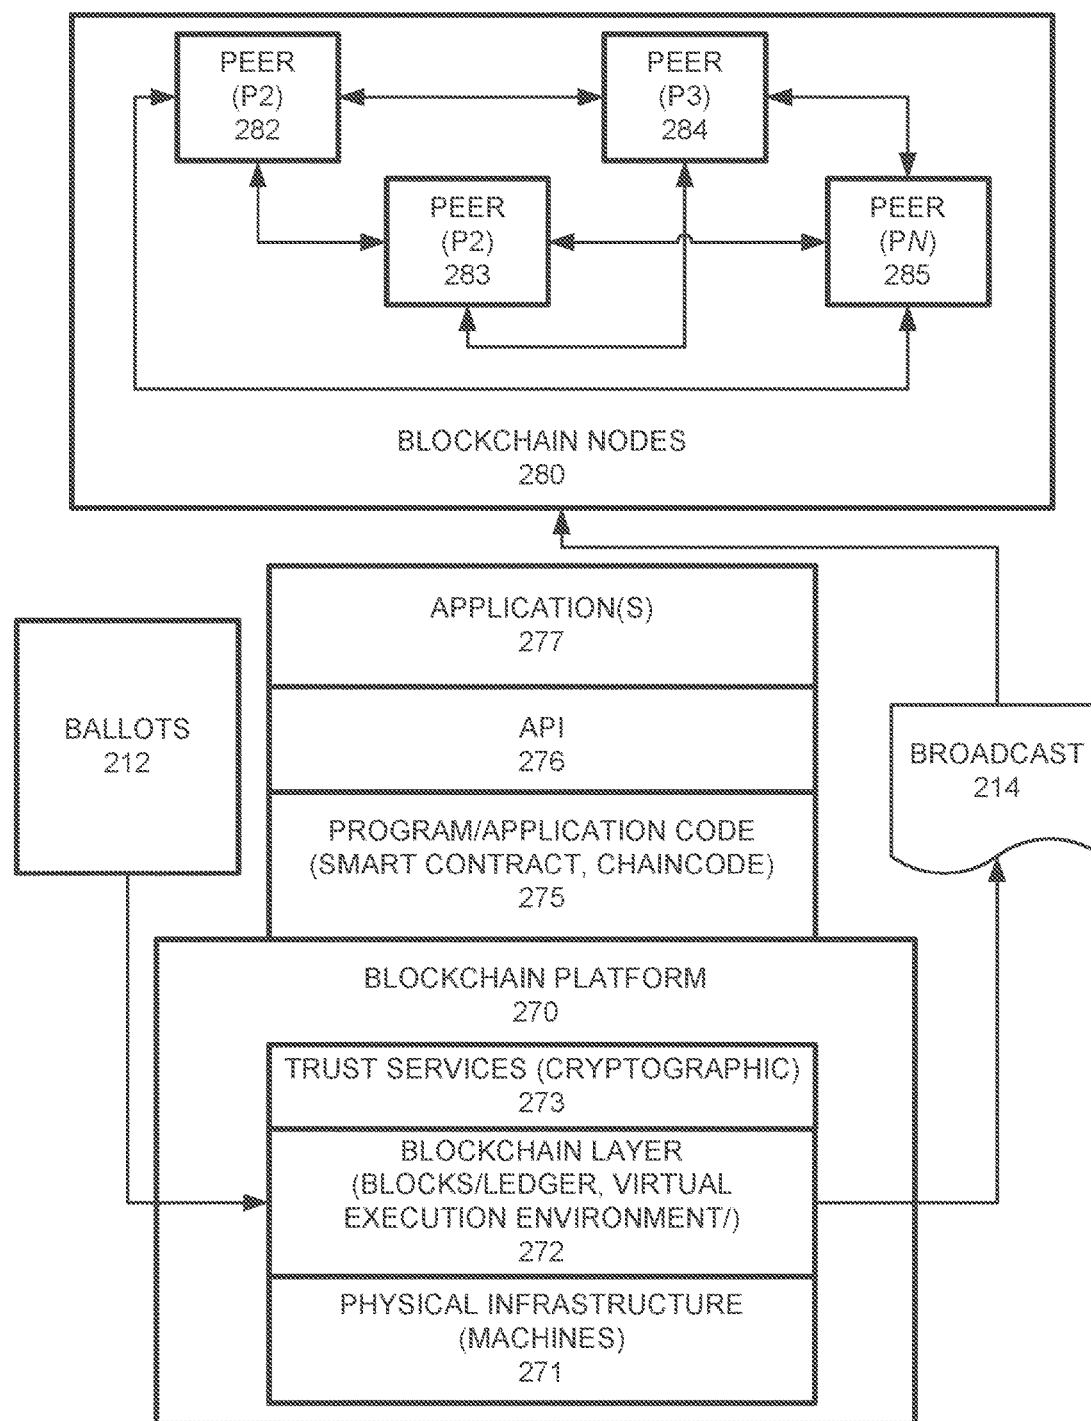 PEER
(P2)
282
PEER
(P3)
284
PEER
(P2)
283
PEER
(PN)
285
BLOCKCHAIN NODES
280
APPLICATION(S)
277
BALLOTS
212
API
276
BROADCAST
214
PROGRAM/APPLICATION CODE
(SMART CONTRACT, CHAINCODE)
275
BLOCKCHAIN PLATFORM
270
TRUST SERVICES (CRYPTOGRAPHIC)
273
BLOCKCHAIN LAYER
(BLOCKS/LEDGER, VIRTUAL
EXECUTION ENVIRONMENT/)
272
PHYSICAL INFRASTRUCTURE
(MACHINES)
271